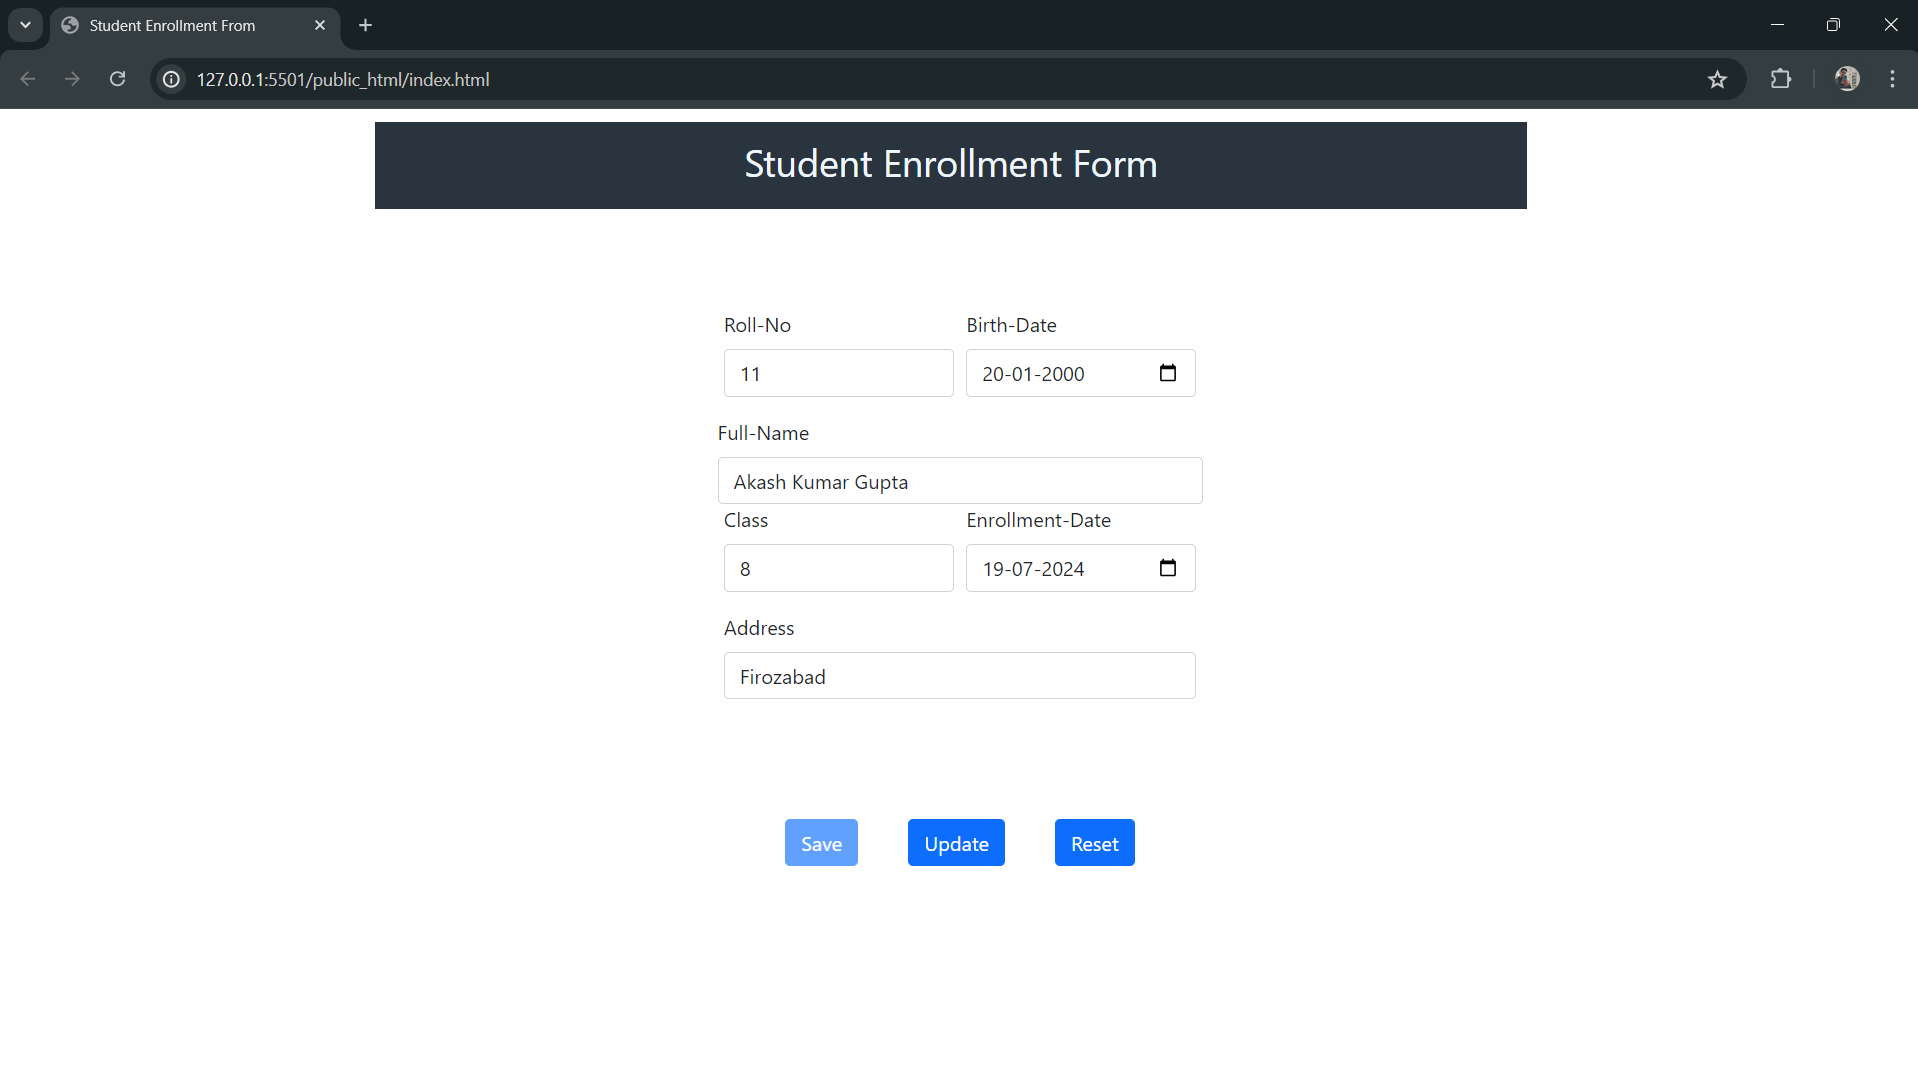 Student Enrollment From
127.0.0.1:5501/public_html/index.html
Student Enrollment Form
Roll-No Birth-Date
11 20-01-2000
Full-Name
Akash Kumar Gupta
Class Enrollment-Date
8 19-07-2024
Address
Firozabad
Save Update Reset